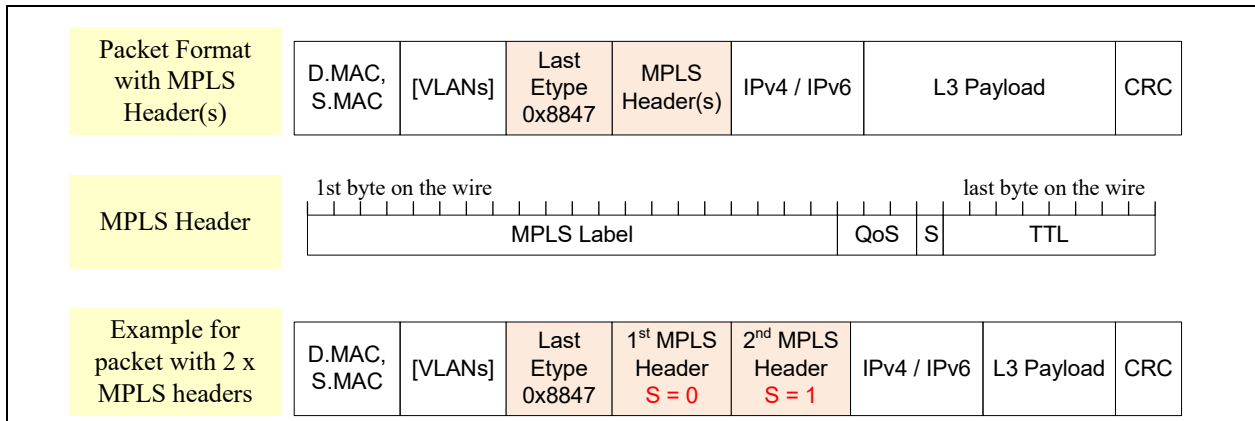 Packet Format
with MPLS
Header(s)
D.MAC,
S.MAC
[VLANs]
Last
Etype
0x8847
MPLS
Header(s)
IPv4 / IPv6
L3 Payload
CRC
MPLS Header
1st byte on the wire
last byte on the wire
MPLS Label
QoS
S
TTL
Example for
packet with 2 x
MPLS headers
D.MAC,
S.MAC
[VLANs]
Last
Etype
0x8847
1st MPLS
Header
S = 0
2nd MPLS
Header
S = 1
IPv4 / IPv6
L3 Payload
CRC